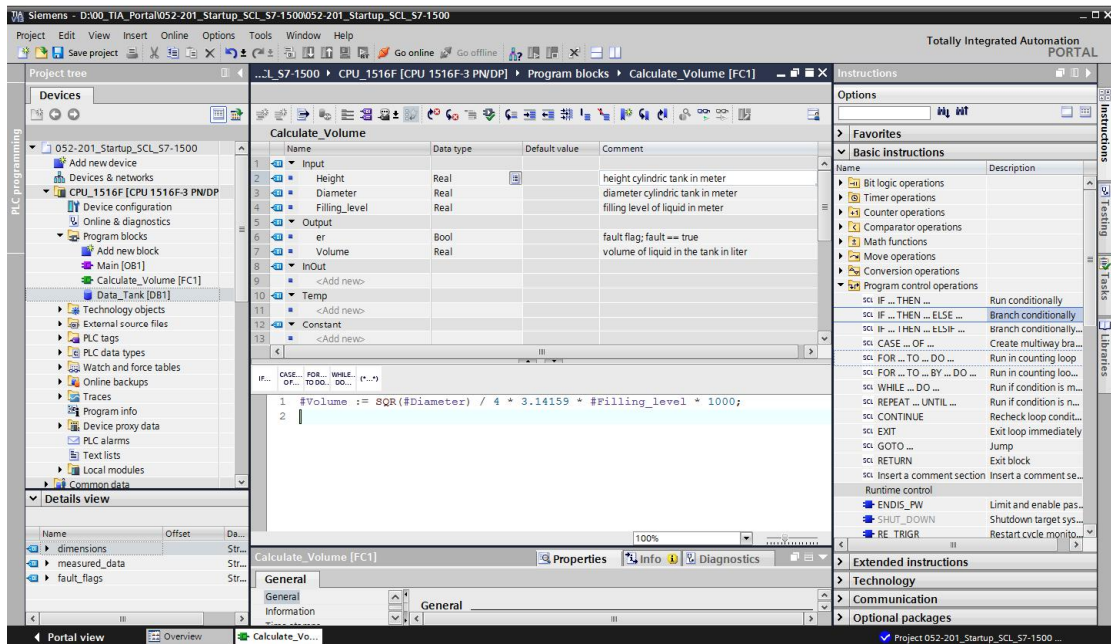 Siemens - D:\00_TIA_Portal\052-201_Startup_SCL_S7-1500\052-201_Startup_SCL_S7-1500
Project Edit View Insert Online Options Tools Window Help
Totally Integrated Automation
PORTAL
Save project Go online Go offline
Project tree
Devices
PLC programming
052-201_Startup_SCL_S7-1500
Add new device
Devices & networks
CPU_1516F [CPU 1516F-3 PN/DP
Device configuration
Online & diagnostics
Program blocks
Add new block
Main [OB1]
Calculate_Volume [FC1]
Data_Tank [DB1]
Technology objects
External source files
PLC tags
PLC data types
Watch and force tables
Online backups
Traces
Program info
Device proxy data
PLC alarms
Text lists
Local modules
Common data
Details view
Name Offset Da...
dimensions Str...
measured_data Str...
fault_flags Str...
...L_S7-1500 CPU_1516F [CPU 1516F-3 PN/DP] Program blocks Calculate_Volume [FC1]
Calculate_Volume
Name Data type Default value Comment
1 Input
2 Height Real height cylindric tank in meter
3 Diameter Real diameter cylindric tank in meter
4 Filling_level Real filling level of liquid in meter
5 Output
6 er Bool fault flag; fault == true
7 Volume Real volume of liquid in the tank in liter
8 InOut
9 <Add new>
10 Temp
11 <Add new>
12 Constant
13 <Add new>
IF... CASE... OF... FOR... TO DO... WHILE... DO... (*...*)
1 #Volume := SQR(#Diameter) / 4 * 3.14159 * #Filling_level * 1000;
2
100%
Calculate_Volume [FC1]
Properties Info Diagnostics
General
General
Information
General
Instructions
Options
Favorites
Basic instructions
Name Description
Bit logic operations
Timer operations
Counter operations
Comparator operations
Math functions
Move operations
Conversion operations
Program control operations
SCL IF ... THEN ... Run conditionally
SCL IF ... THEN ... ELSE ... Branch conditionally
SCL IF ... THEN ... ELSIF ... Branch conditionally...
SCL CASE ... OF ... Create multiway bra...
SCL FOR ... TO ... DO ... Run in counting loop
SCL FOR ... TO ... BY ... DO ... Run in counting loo...
SCL WHILE ... DO ... Run if condition is m...
SCL REPEAT ... UNTIL ... Run if condition is n...
SCL CONTINUE Recheck loop condit...
SCL EXIT Exit loop immediately
SCL GOTO ... Jump
SCL RETURN Exit block
SCL Insert a comment section Insert a comment se...
Runtime control
ENDIS_PW Limit and enable pas...
SHUT_DOWN Shutdown target sys...
RE_TRIGR Restart cycle monito...
Extended instructions
Technology
Communication
Optional packages
Instructions
Testing
Tasks
Libraries
Portal view Overview Calculate_Vo...
Project 052-201_Startup_SCL_S7-1500 ...